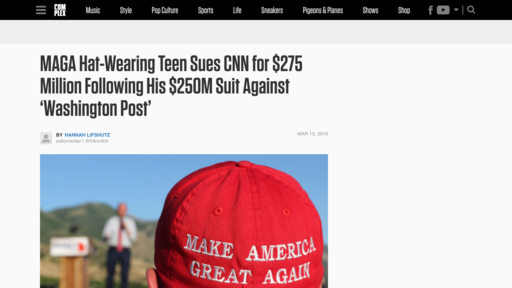 COM
PLEX
Music Style Pop Culture Sports Life Sneakers Pigeons & Planes Shows Shop
MAGA Hat-Wearing Teen Sues CNN for $275
Million Following His $250M Suit Against
‘Washington Post’
BY HANNAH LIFSHUTZ
MAR 13, 2019
MAKE AMERICA
GREAT AGAIN